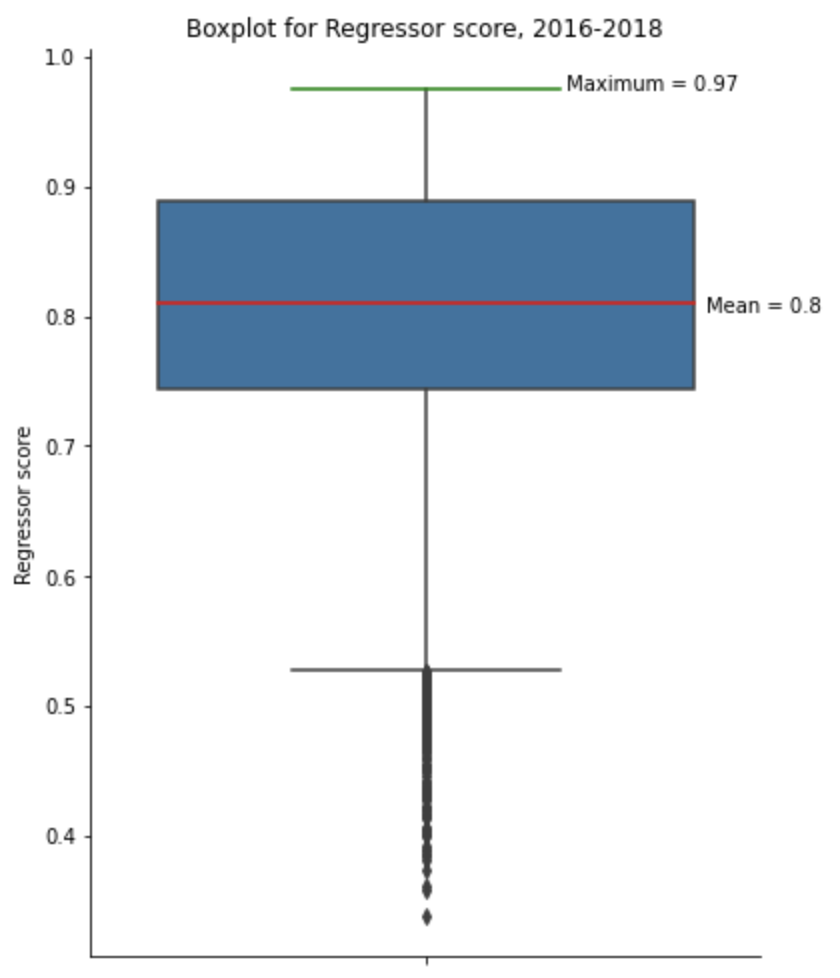 Boxplot for Regressor score, 2016-2018
1.0
Maximum = 0.97
0.9
0.8
Mean = 0.8
0.7
Regressor score
0.6
0.5
0.4